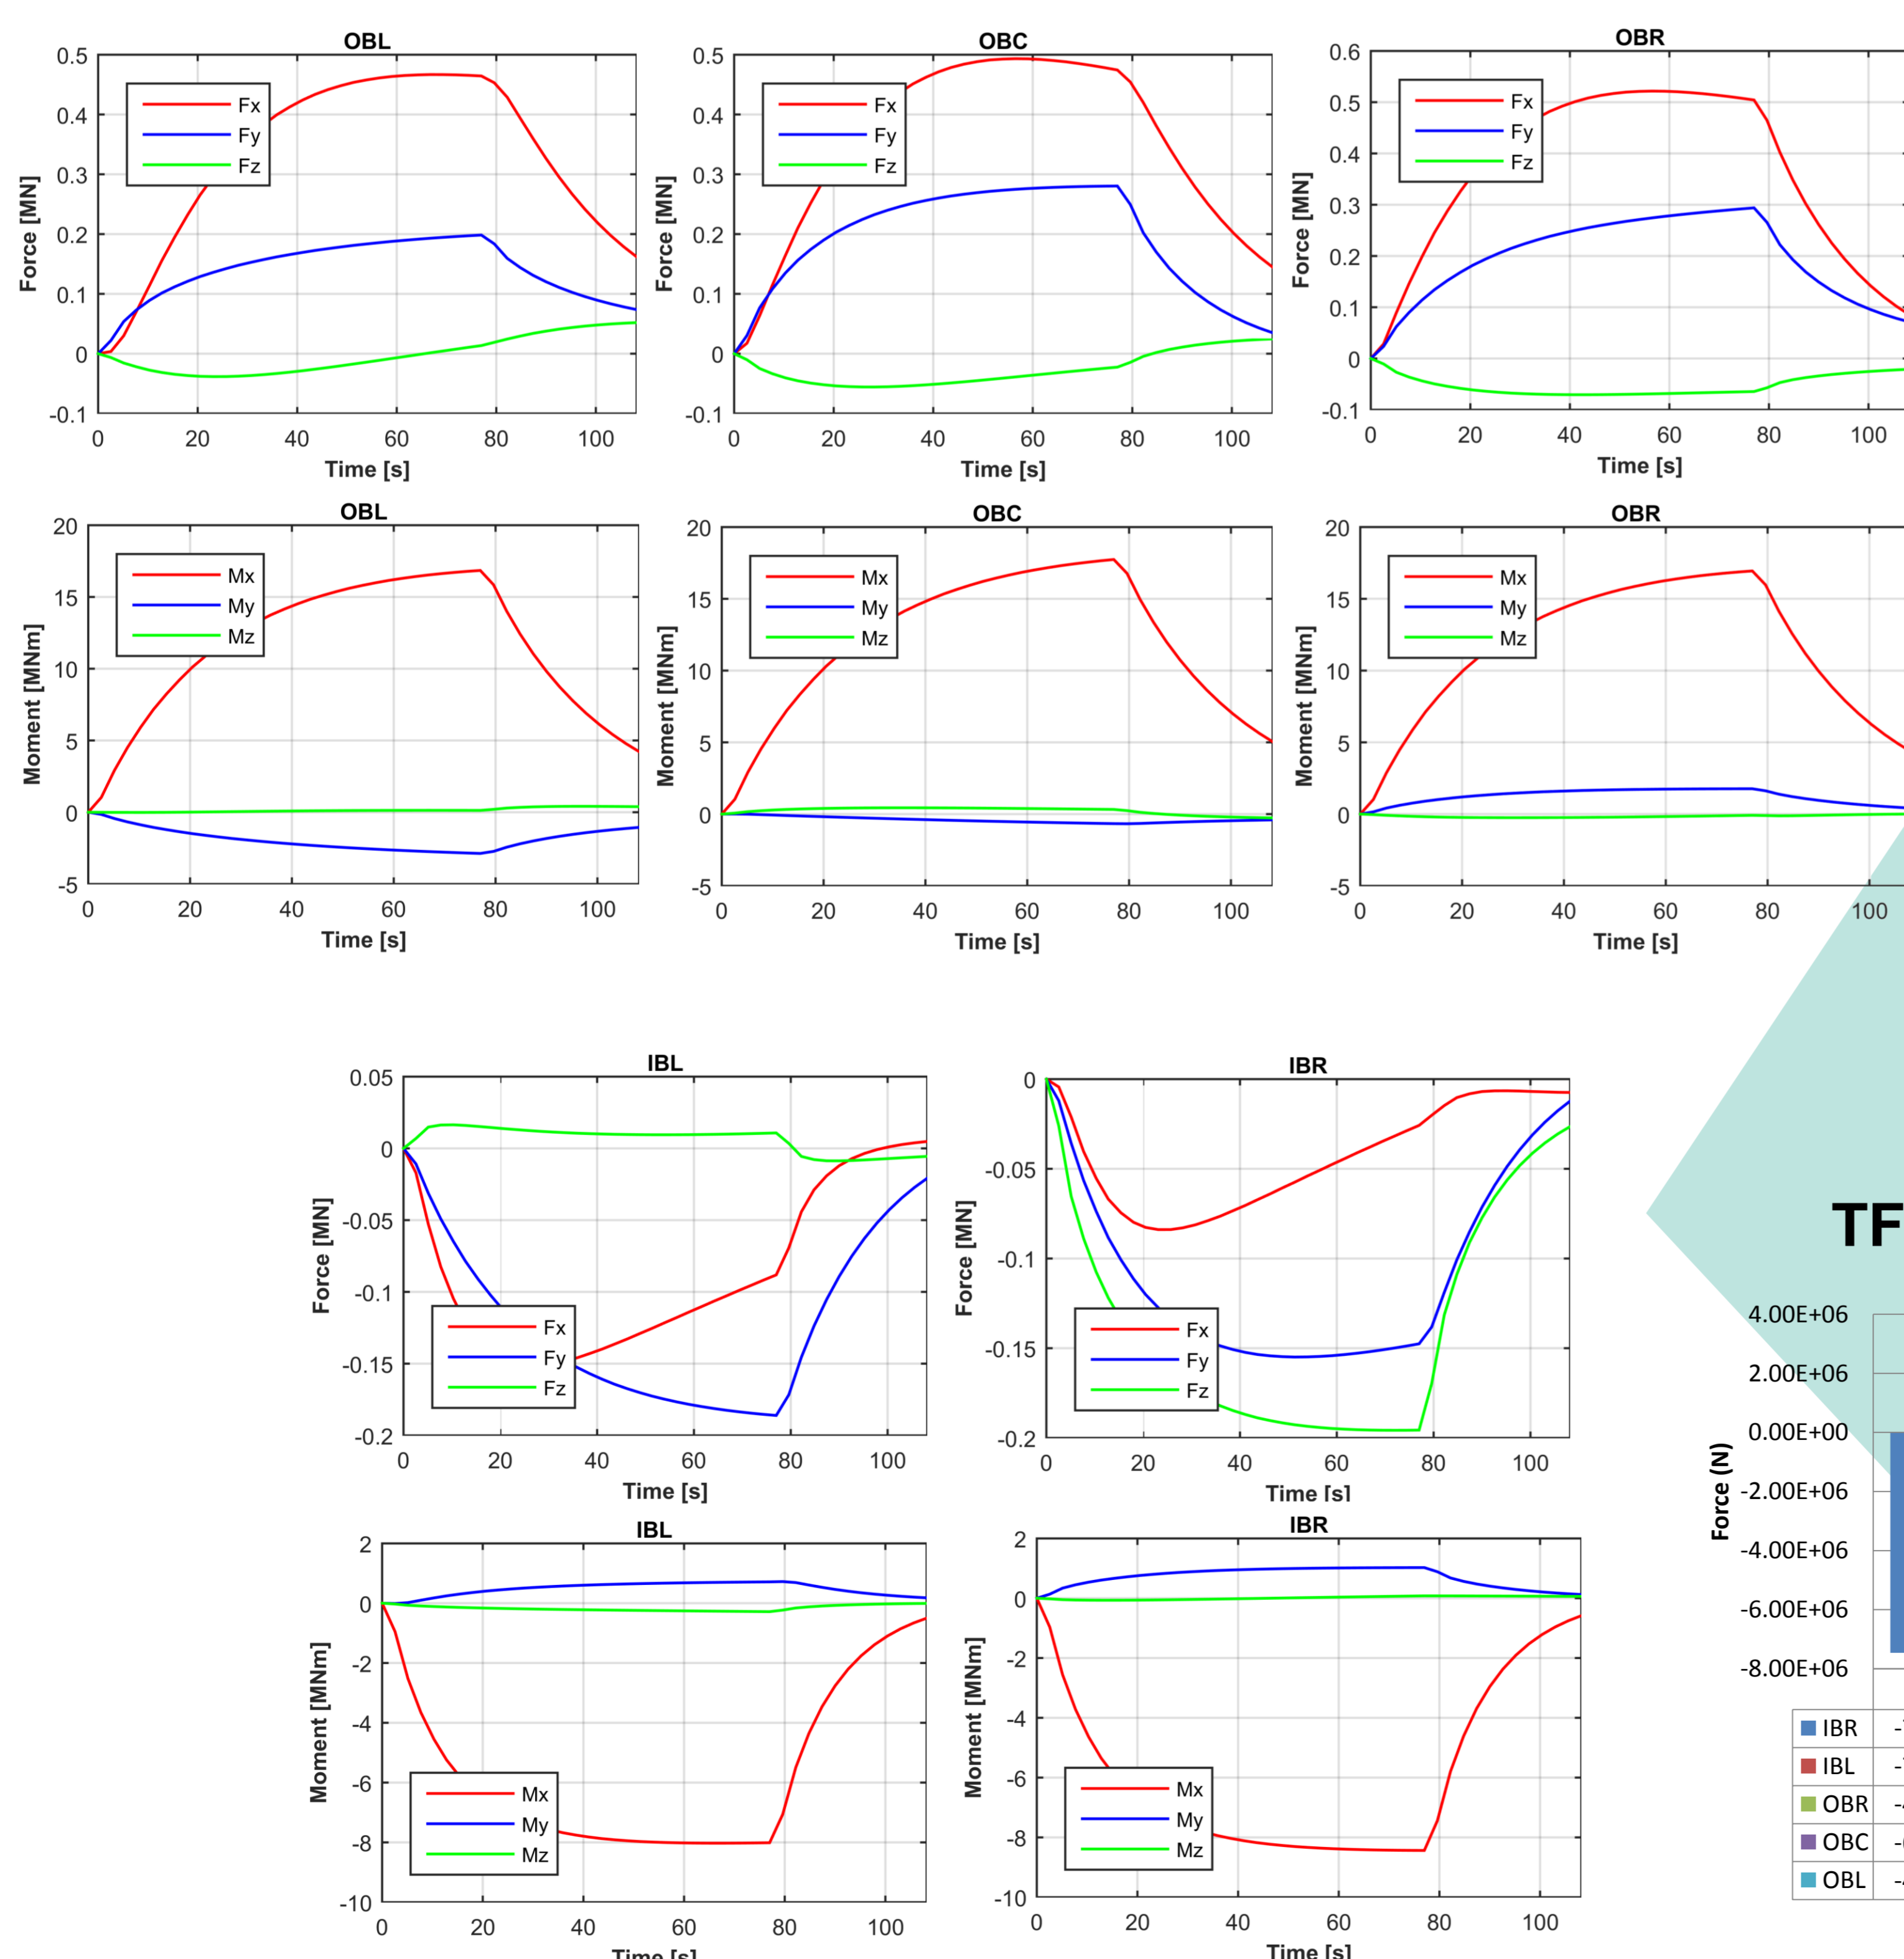 OBL
0.5
0.4
0.3
0.2
0.1
0
-0.1
Force [MN]
Fx
Fy
Fz
0 20 40 60 80 100
Time [s]
OBC
0.5
0.4
0.3
0.2
0.1
0
-0.1
Force [MN]
Fx
Fy
Fz
0 20 40 60 80 100
Time [s]
OBR
0.6
0.5
0.4
0.3
0.2
0.1
0
-0.1
Force [MN]
Fx
Fy
Fz
0 20 40 60 80 100
Time [s]
OBL
20
15
10
5
0
-5
Moment [MNm]
Mx
My
Mz
0 20 40 60 80 100
Time [s]
OBC
20
15
10
5
0
-5
Moment [MNm]
Mx
My
Mz
0 20 40 60 80 100
Time [s]
OBR
20
15
10
5
0
-5
Moment [MNm]
Mx
My
Mz
0 20 40 60 80 100
Time [s]
IBL
0.05
0
-0.05
-0.1
-0.15
-0.2
Force [MN]
Fx
Fy
Fz
0 20 40 60 80 100
Time [s]
IBR
0
-0.05
-0.1
-0.15
-0.2
Force [MN]
Fx
Fy
Fz
0 20 40 60 80 100
Time [s]
IBL
2
0
-2
-4
-6
-8
-10
Moment [MNm]
Mx
My
Mz
0 20 40 60 80 100
Time [s]
IBR
2
0
-2
-4
-6
-8
-10
Moment [MNm]
Mx
My
Mz
0 20 40 60 80 100
Time [s]
TF
4.00E+06
2.00E+06
0.00E+00
-2.00E+06
-4.00E+06
-6.00E+06
-8.00E+06
Force (N)
IBR
IBL
OBR
OBC
OBL